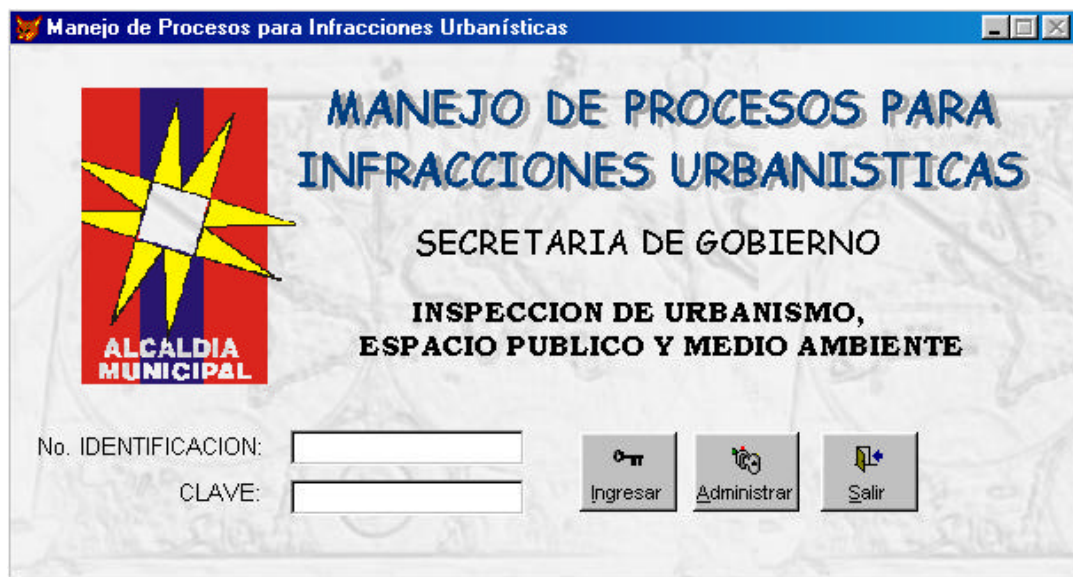 Manejo de Procesos para Infracciones Urbanísticas
MANEJO DE PROCESOS PARA
INFRACCIONES URBANISTICAS
SECRETARIA DE GOBIERNO
INSPECCION DE URBANISMO,
ESPACIO PUBLICO Y MEDIO AMBIENTE
ALCALDIA
MUNICIPAL
No. IDENTIFICACION:
CLAVE:
Ingresar
Administrar
Salir